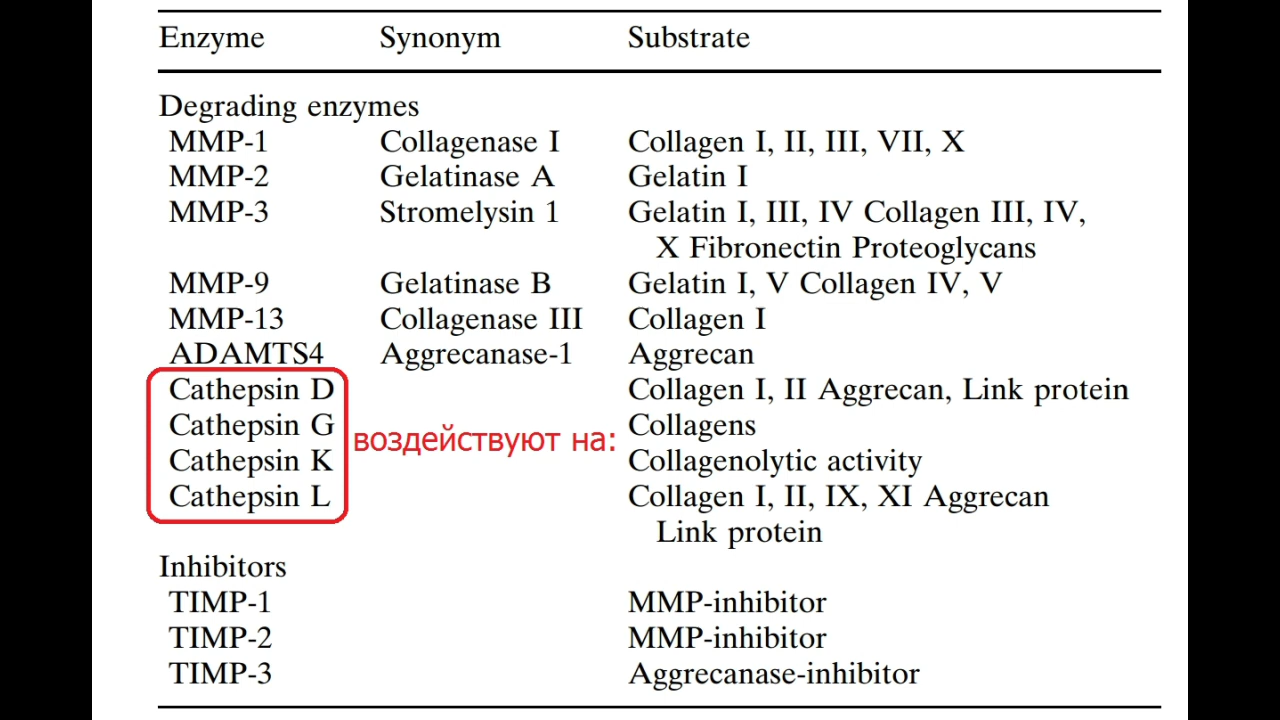 Enzyme Synonym Substrate
Degrading enzymes
MMP-1 Collagenase I Collagen I, II, III, VII, X
MMP-2 Gelatinase A Gelatin I
MMP-3 Stromelysin 1 Gelatin I, III, IV Collagen III, IV,
X Fibronectin Proteoglycans
MMP-9 Gelatinase B Gelatin I, V Collagen IV, V
MMP-13 Collagenase III Collagen I
ADAMTS4 Aggrecanase-1 Aggrecan
Cathepsin D Collagen I, II Aggrecan, Link protein
Cathepsin G Collagens
воздействуют на:
Cathepsin K Collagenolytic activity
Cathepsin L Collagen I, II, IX, XI Aggrecan
Link protein
Inhibitors
TIMP-1 MMP-inhibitor
TIMP-2 MMP-inhibitor
TIMP-3 Aggrecanase-inhibitor